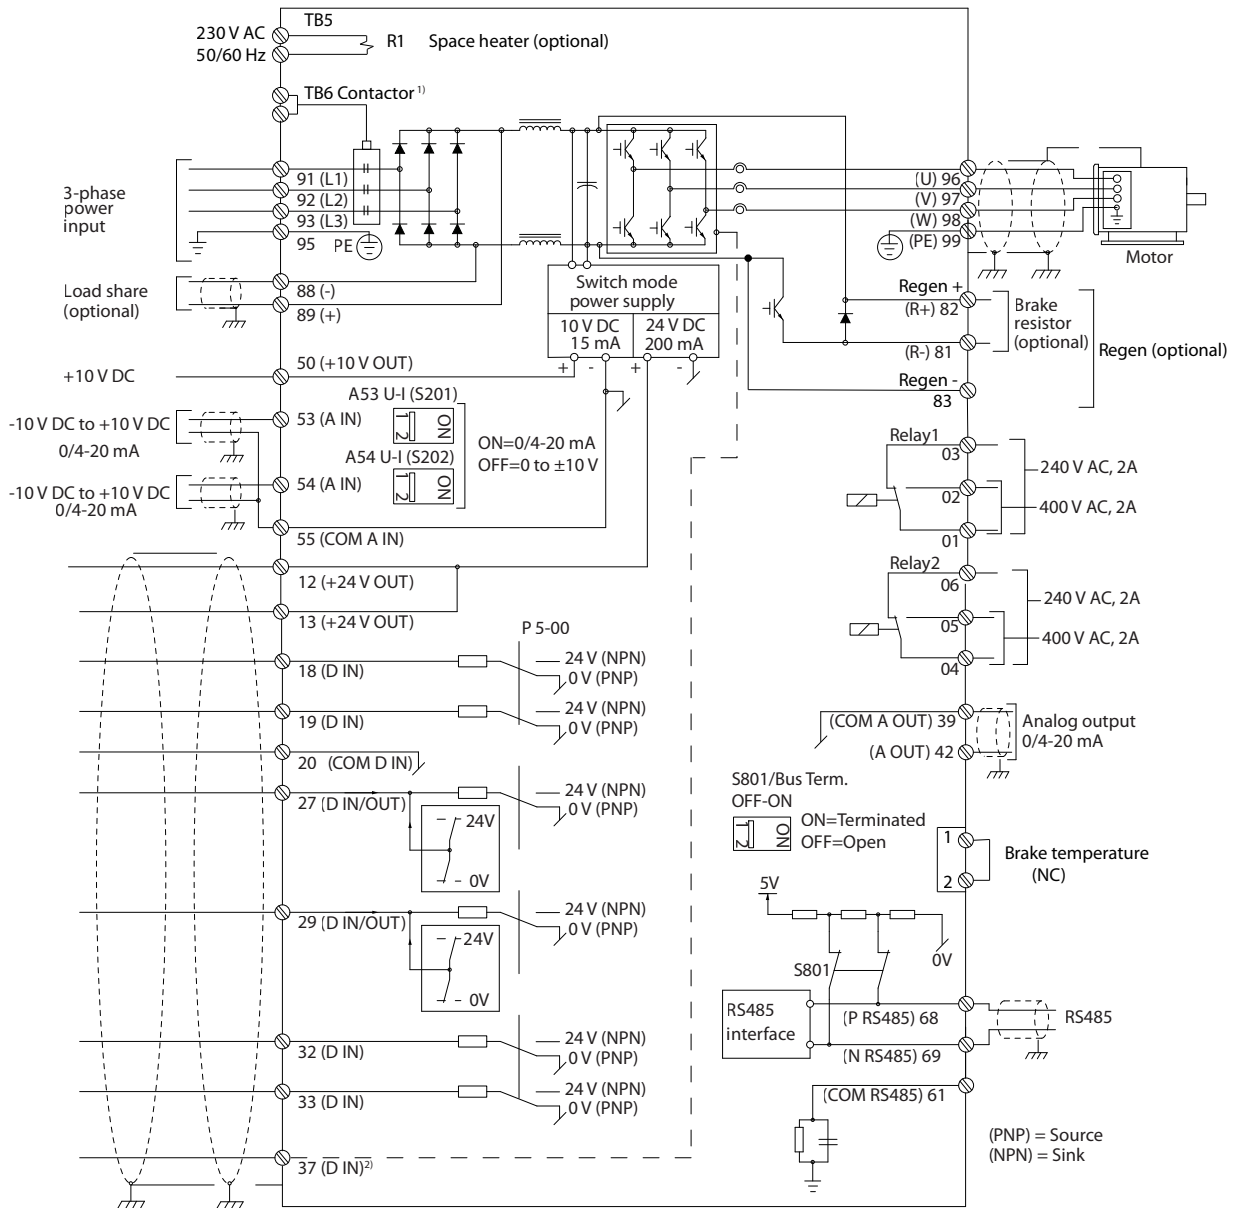 TB5
230 V AC
50/60 Hz
R1
Space heater (optional)
TB6 Contactor 1)
3-phase
power
input
91 (L1)
92 (L2)
93 (L3)
95
PE
Load share
(optional)
88 (-)
89 (+)
50 (+10 V OUT)
+10 V DC
Switch mode
power supply
10 V DC
15 mA
24 V DC
200 mA
+
-
+
-
(U) 96
(V) 97
(W) 98
(PE) 99
Motor
Regen +
(R+) 82
Brake
resistor
(optional)
(R-) 81
Regen (optional)
Regen -
83
A53 U-I (S201)
-10 V DC to +10 V DC
0/4-20 mA
53 (A IN)
1 2
ON
A54 U-I (S202)
ON=0/4-20 mA
OFF=0 to ±10 V
-10 V DC to +10 V DC
0/4-20 mA
54 (A IN)
1 2
ON
55 (COM A IN)
12 (+24 V OUT)
13 (+24 V OUT)
Relay1
03
240 V AC, 2A
02
400 V AC, 2A
01
Relay2
06
240 V AC, 2A
05
400 V AC, 2A
04
P 5-00
18 (D IN)
24 V (NPN)
0 V (PNP)
19 (D IN)
24 V (NPN)
0 V (PNP)
20 (COM D IN)
27 (D IN/OUT)
24 V (NPN)
0 V (PNP)
24V
0V
29 (D IN/OUT)
24 V (NPN)
0 V (PNP)
24V
0V
32 (D IN)
24 V (NPN)
0 V (PNP)
33 (D IN)
24 V (NPN)
0 V (PNP)
37 (D IN) 2)
(COM A OUT) 39
(A OUT) 42
Analog output
0/4-20 mA
S801/Bus Term.
OFF-ON
1 2
ON
ON=Terminated
OFF=Open
1
2
Brake temperature
(NC)
5V
0V
S801
RS485
interface
(P RS485) 68
(N RS485) 69
RS485
(COM RS485) 61
(PNP) = Source
(NPN) = Sink